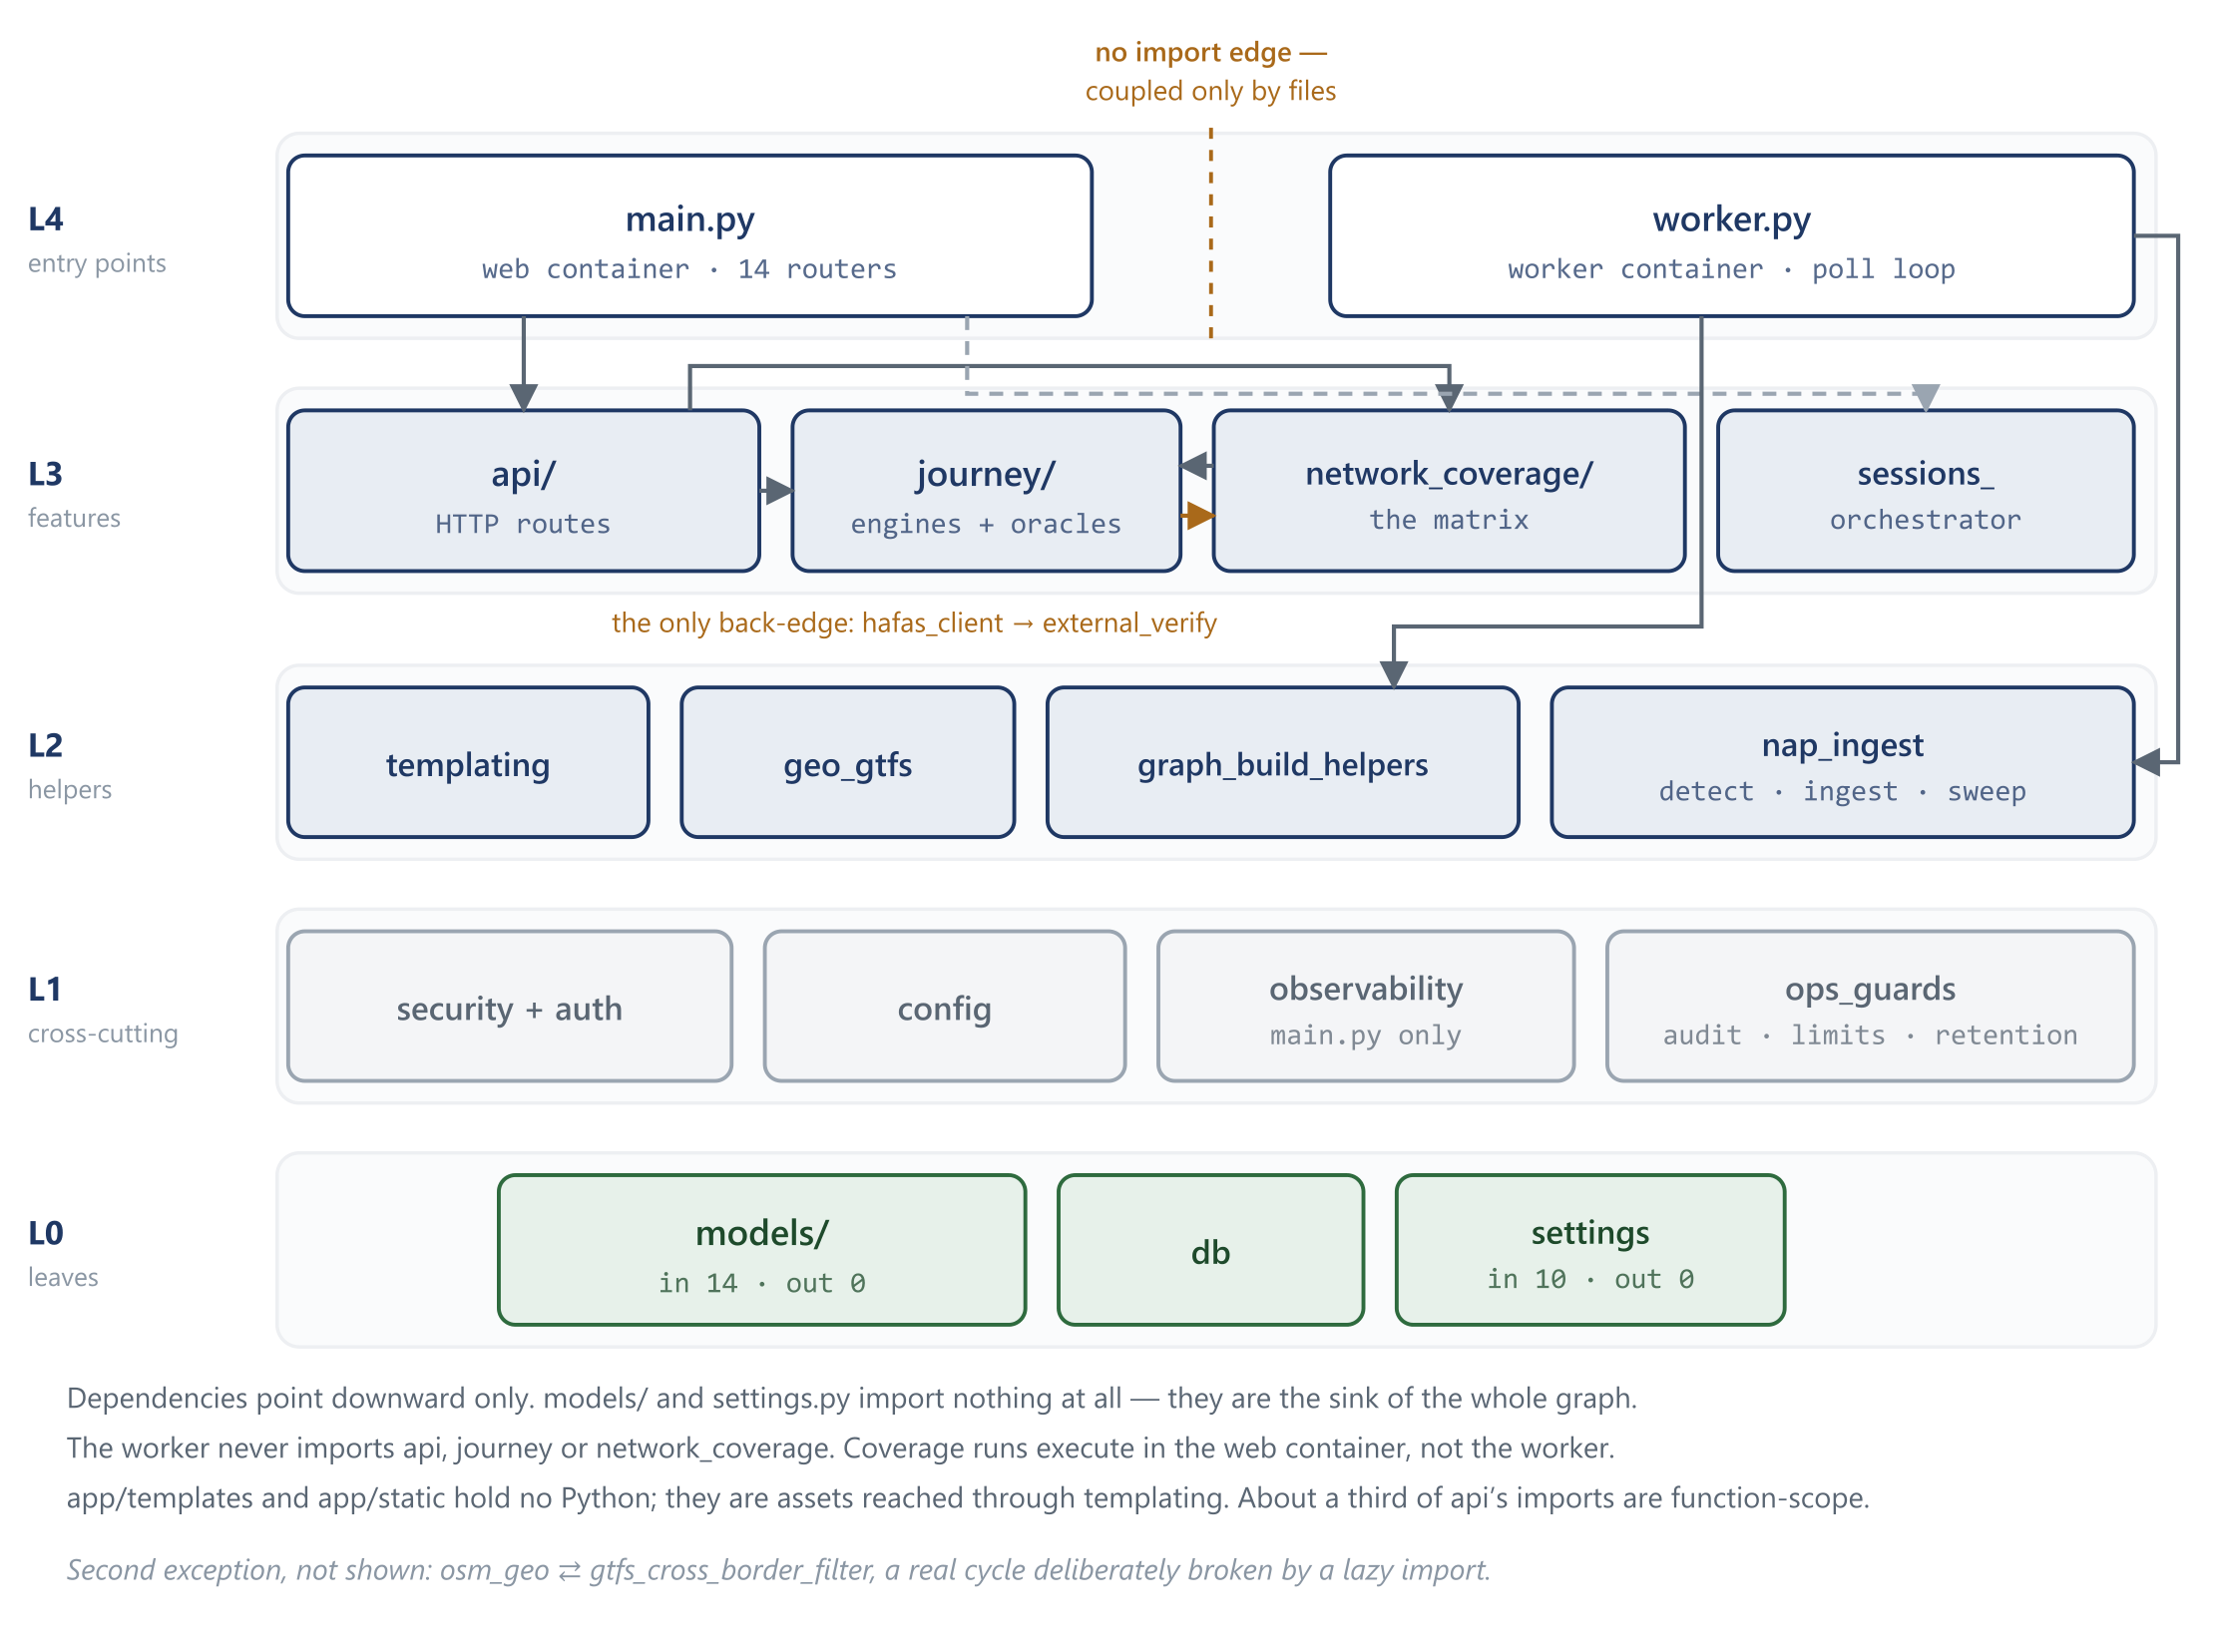 no import edge —
coupled only by files
L4
entry points
main.py
web container · 14 routers
worker.py
worker container · poll loop
L3
features
api/
HTTP routes
journey/
engines + oracles
network_coverage/
the matrix
sessions_
orchestrator
the only back-edge: hafas_client → external_verify
L2
helpers
templating
geo_gtfs
graph_build_helpers
nap_ingest
detect · ingest · sweep
L1
cross-cutting
security + auth
config
observability
main.py only
ops_guards
audit · limits · retention
L0
leaves
models/
in 14 · out 0
db
settings
in 10 · out 0
Dependencies point downward only. models/ and settings.py import nothing at all — they are the sink of the whole graph.
The worker never imports api, journey or network_coverage. Coverage runs execute in the web container, not the worker.
app/templates and app/static hold no Python; they are assets reached through templating. About a third of api’s imports are function-scope.
Second exception, not shown: osm_geo ⇄ gtfs_cross_border_filter, a real cycle deliberately broken by a lazy import.